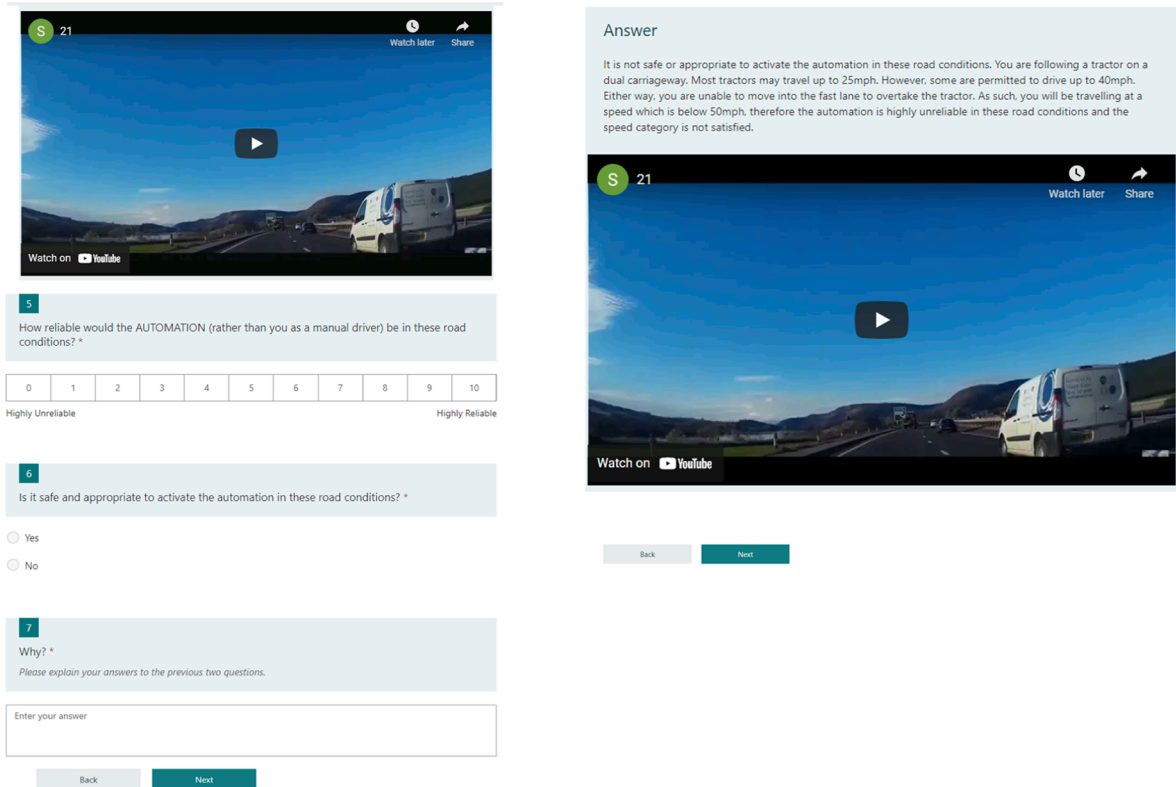 S 21
Watch later Share
Watch on YouTube
5
How reliable would the AUTOMATION (rather than you as a manual driver) be in these road
conditions? *
0 1 2 3 4 5 6 7 8 9 10
Highly Unreliable Highly Reliable
6
Is it safe and appropriate to activate the automation in these road conditions? *
Yes
No
7
Why? *
Please explain your answers to the previous two questions.
Enter your answer
Back Next
Answer
It is not safe or appropriate to activate the automation in these road conditions. You are following a tractor on a
dual carriageway. Most tractors may travel up to 25mph. However, some are permitted to drive up to 40mph.
Either way, you are unable to move into the fast lane to overtake the tractor. As such, you will be travelling at a
speed which is below 50mph, therefore the automation is highly unreliable in these road conditions and the
speed category is not satisfied.
S 21
Watch later Share
Watch on YouTube
Back Next